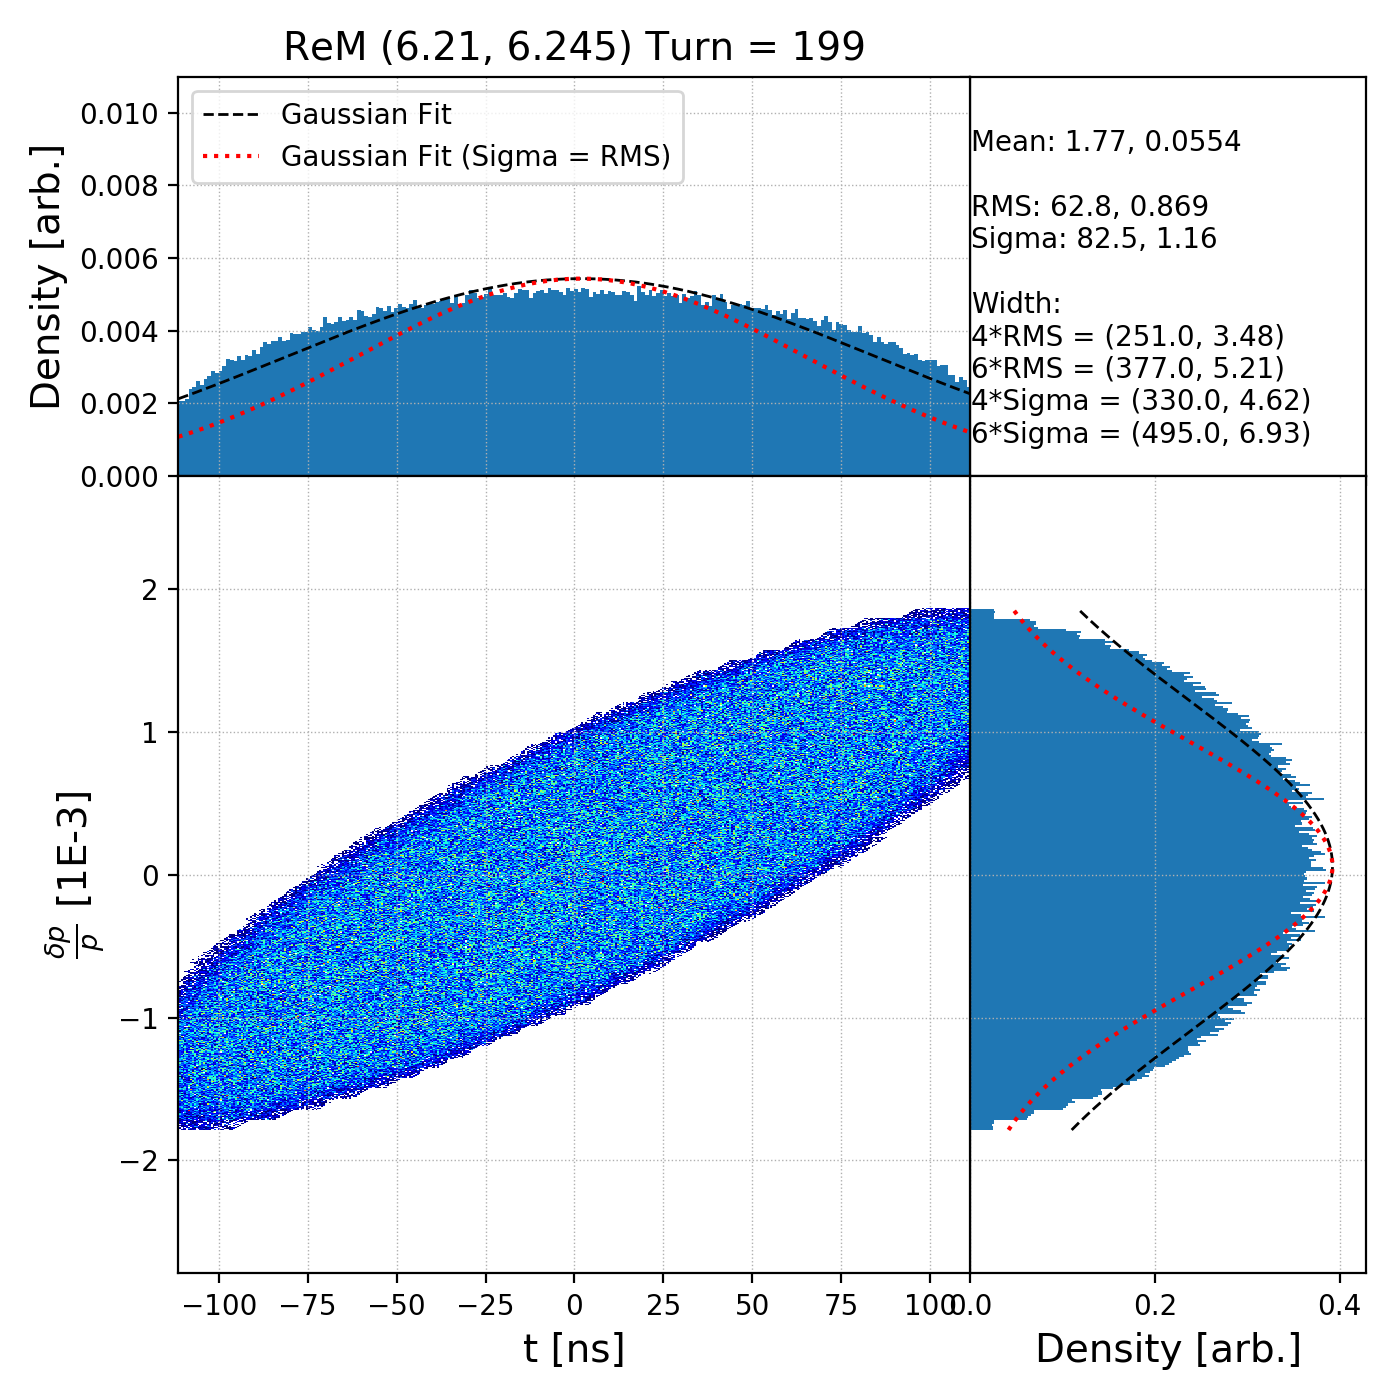 ReM (6.21, 6.245) Turn = 199
Gaussian Fit
Gaussian Fit (Sigma = RMS)
Density [arb.]
0.010
0.008
0.006
0.004
0.002
0.000
Mean: 1.77, 0.0554
RMS: 62.8, 0.869
Sigma: 82.5, 1.16
Width:
4*RMS = (251.0, 3.48)
6*RMS = (377.0, 5.21)
4*Sigma = (330.0, 4.62)
6*Sigma = (495.0, 6.93)
δp/p [1E-3]
2
1
0
−1
−2
−100 −75 −50 −25 0 25 50 75 100
t [ns]
0.0 0.2 0.4
Density [arb.]